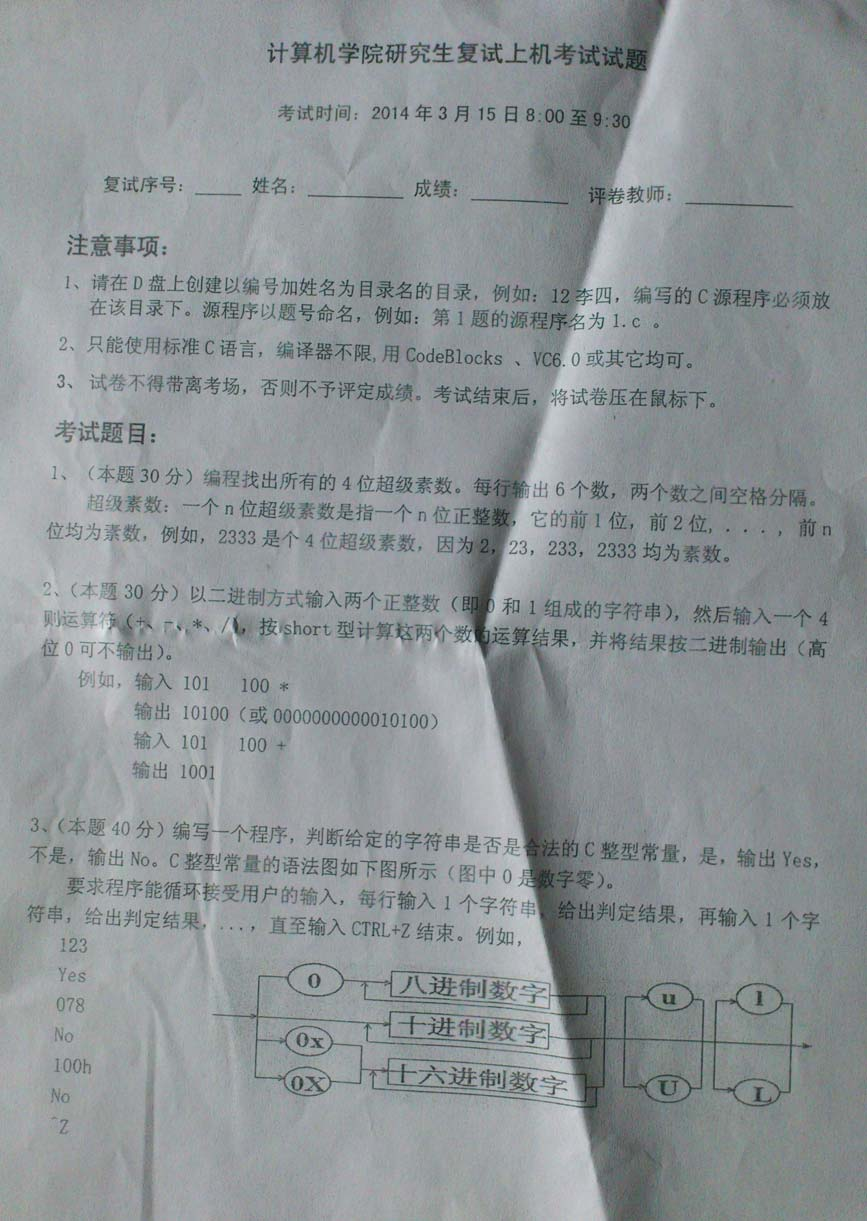 计算机学院研究生复试上机考试试题
考试时间：2014 年 3 月 15 日 8:00 至 9:30
复试序号：____ 姓名：________ 成绩：________ 评卷教师：________
注意事项：
1、请在 D 盘上创建以编号加姓名为目录名的目录，例如：12 李四，编写的 C 源程序必须放
在该目录下。源程序以题号命名，例如：第 1 题的源程序名为 1.c 。
2、只能使用标准 C 语言，编译器不限,用 CodeBlocks 、VC6.0 或其它均可。
3、 试卷不得带离考场，否则不予评定成绩。考试结束后，将试卷压在鼠标下。
考试题目：
1、（本题 30 分）编程找出所有的 4 位超级素数。每行输出 6 个数，两个数之间空格分隔。
超级素数：一个 n 位超级素数是指一个 n 位正整数，它的前 1 位，前 2 位，．．．．，前 n
位均为素数，例如，2333 是个 4 位超级素数，因为 2，23，233，2333 均为素数。
2、（本题 30 分）以二进制方式输入两个正整数（即 0 和 1 组成的字符串），然后输入一个 4
则运算符（+、-、*、/），按 short 型计算这两个数的运算结果，并将结果按二进制输出（高
位 0 可不输出）。
例如，输入 101 100 *
输出 10100（或 0000000000010100）
输入 101 100 +
输出 1001
3、（本题 40 分）编写一个程序，判断给定的字符串是否是合法的 C 整型常量，是，输出 Yes，
不是，输出 No。C 整型常量的语法图如下图所示（图中 0 是数字零）。
要求程序能循环接受用户的输入，每行输入 1 个字符串，给出判定结果，再输入 1 个字
符串，给出判定结果，...，直至输入 CTRL+Z 结束。例如，
123
Yes
078
No
100h
No
^Z
0 八进制数字 u l
0x 十进制数字
0X 十六进制数字 U L